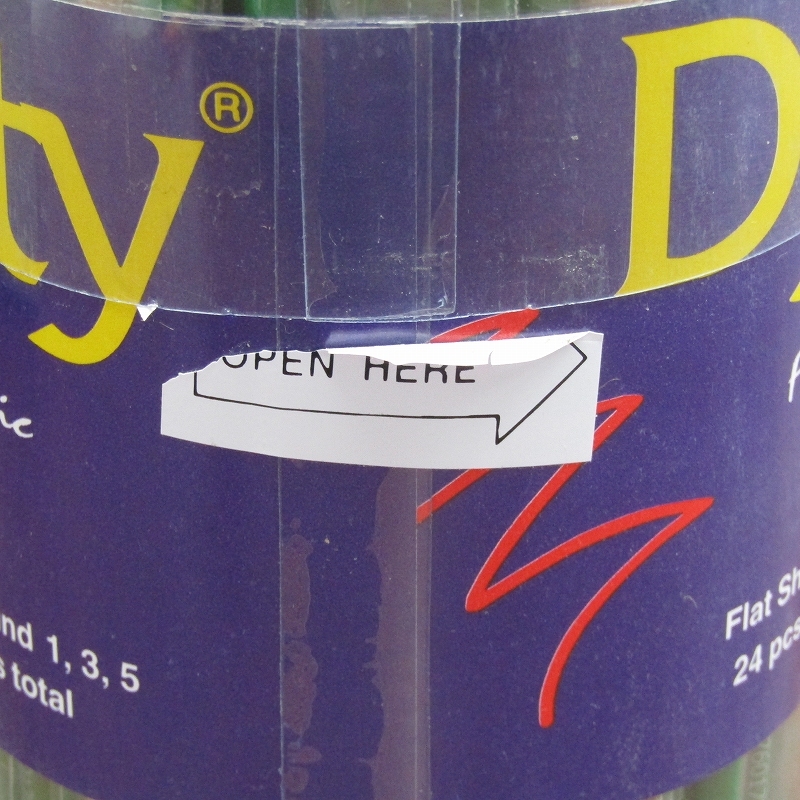 ty®
D
OPEN HERE
nd 1, 3, 5
s total
Flat Sh
24 pcs